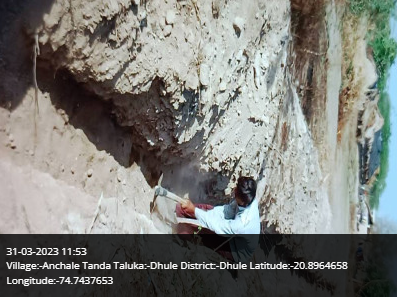 31-03-2023 11:53
Village:-Anchale Tanda Taluka:-Dhule District:-Dhule Latitude:-20.8964658
Longitude:-74.7437653